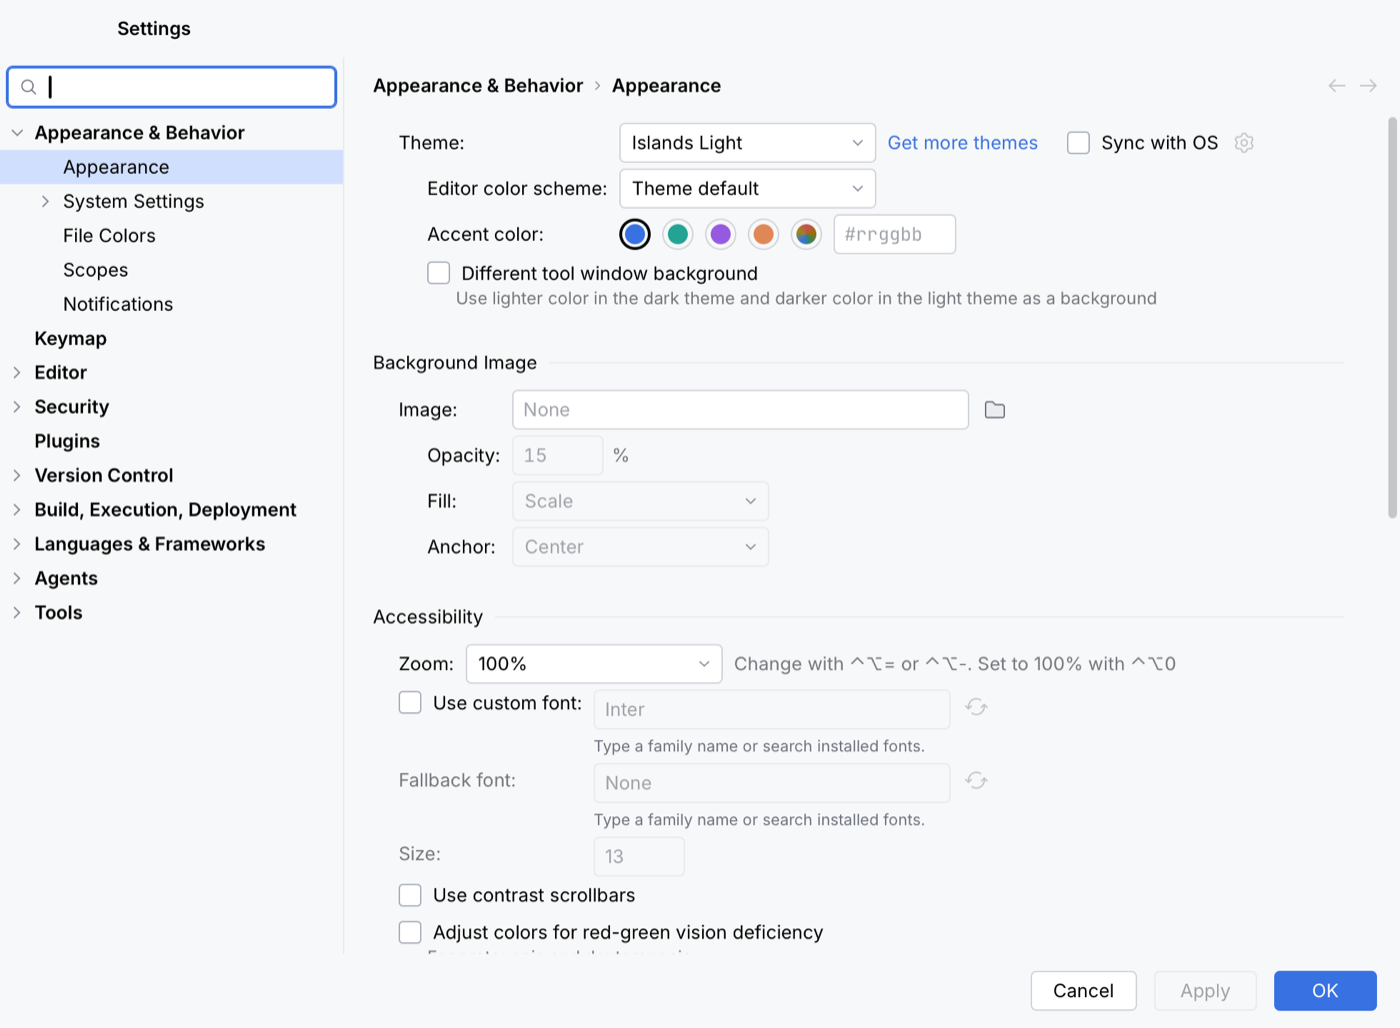 Settings
Appearance & Behavior
Appearance
System Settings
File Colors
Scopes
Notifications
Keymap
Editor
Security
Plugins
Version Control
Build, Execution, Deployment
Languages & Frameworks
Agents
Tools
Appearance & Behavior › Appearance
Theme: Islands Light Get more themes Sync with OS
Editor color scheme: Theme default
Accent color: #rrggbb
Different tool window background
Use lighter color in the dark theme and darker color in the light theme as a background
Background Image
Image: None
Opacity: 15 %
Fill: Scale
Anchor: Center
Accessibility
Zoom: 100% Change with ⌃⌥= or ⌃⌥-. Set to 100% with ⌃⌥0
Use custom font: Inter
Type a family name or search installed fonts.
Fallback font: None
Type a family name or search installed fonts.
Size: 13
Use contrast scrollbars
Adjust colors for red-green vision deficiency
Cancel Apply OK